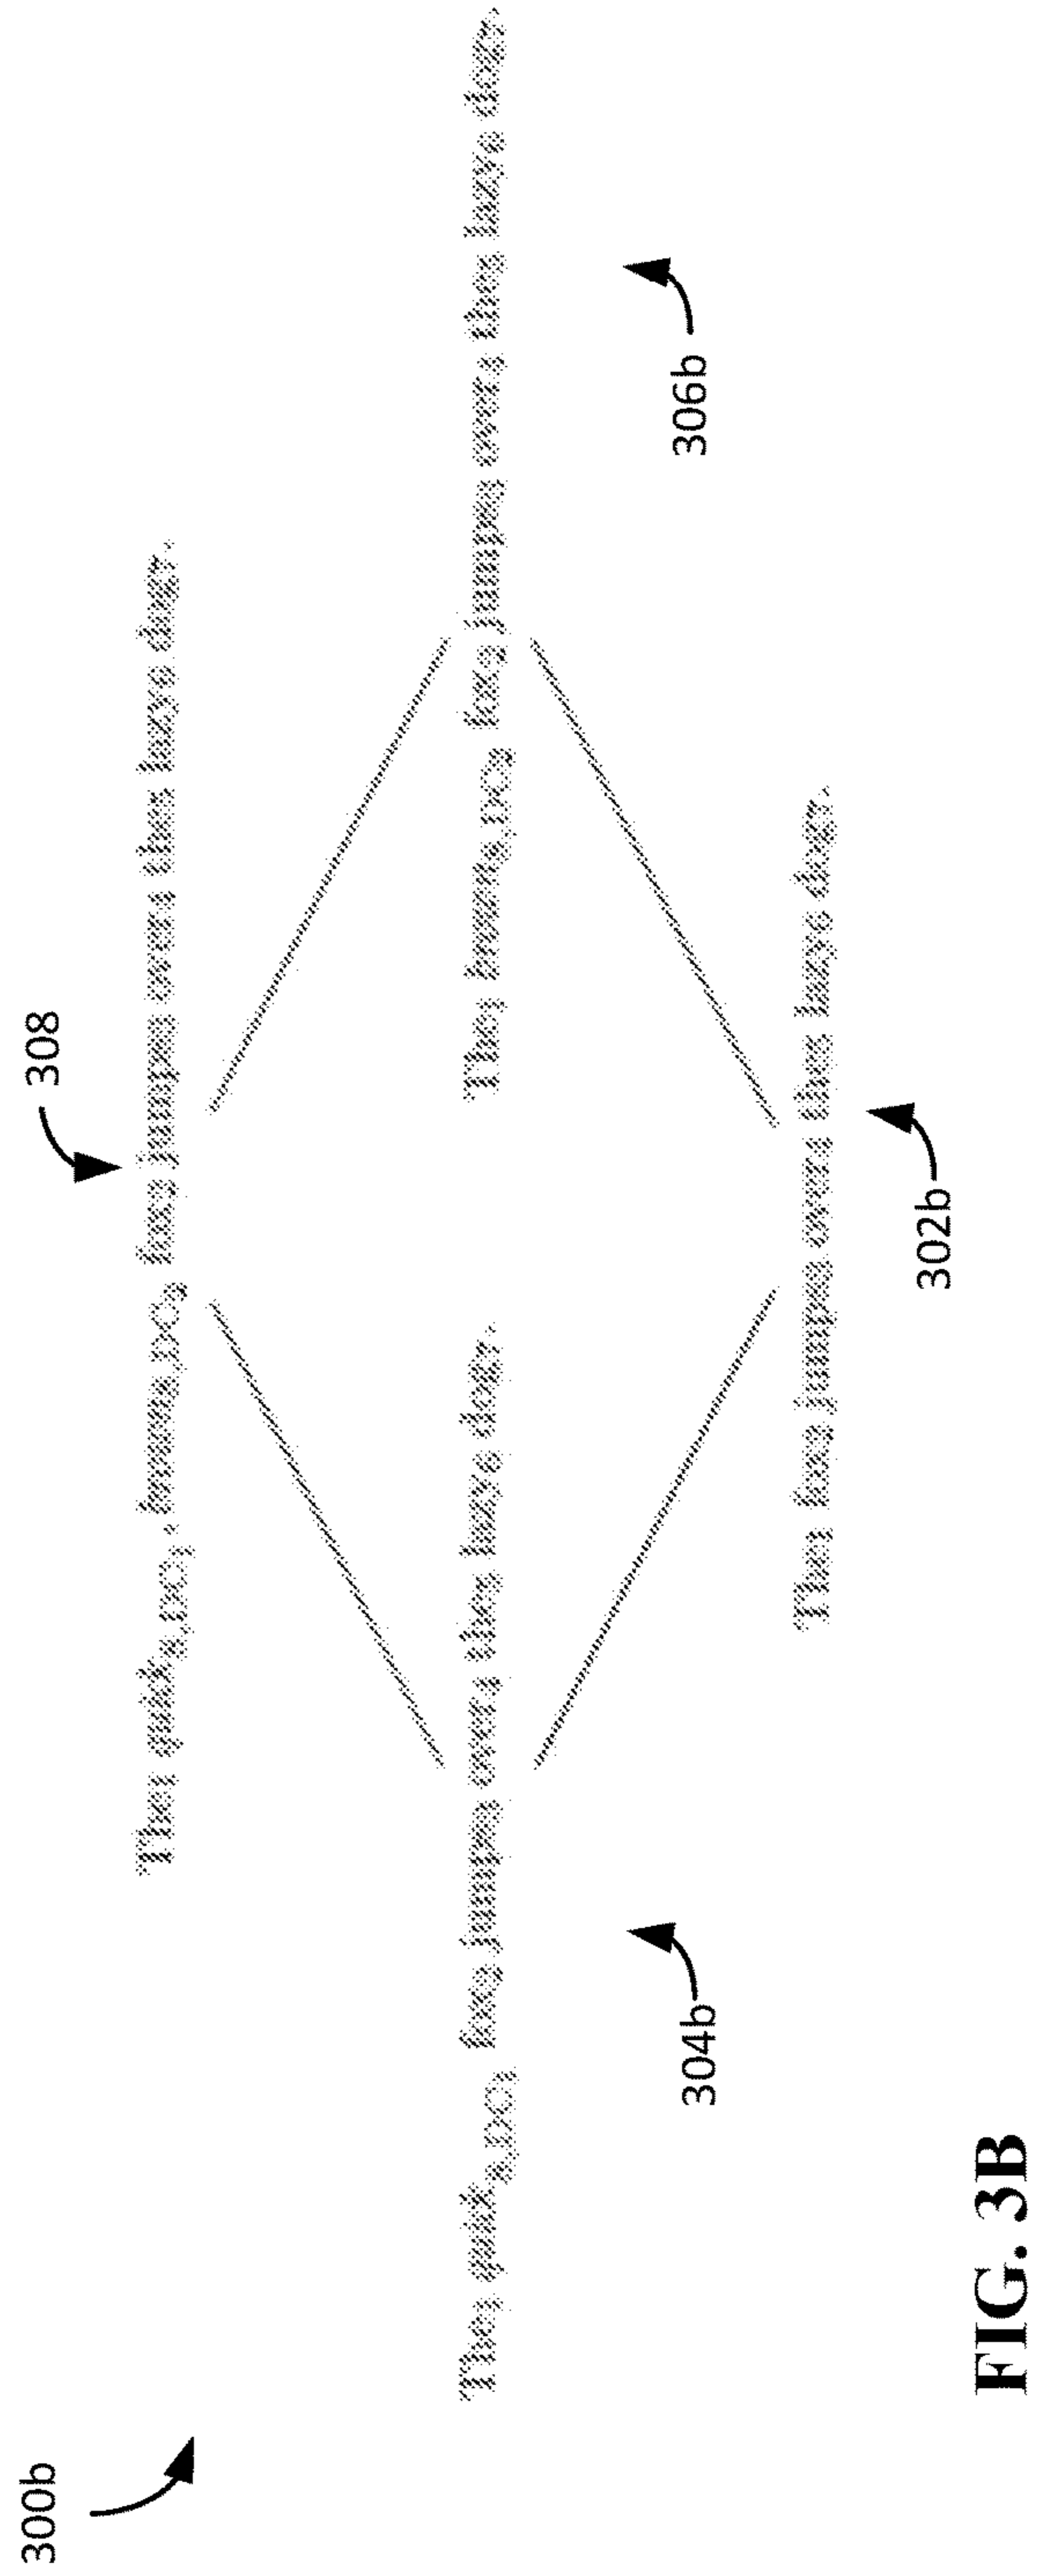 300b
308
The quick , brown fox jumps over the lazy dog
The quick fox jumps over the lazy dog
The brown fox jumps over the lazy dog
304b
306b
The fox jumps over the lazy dog
302b
FIG. 3B